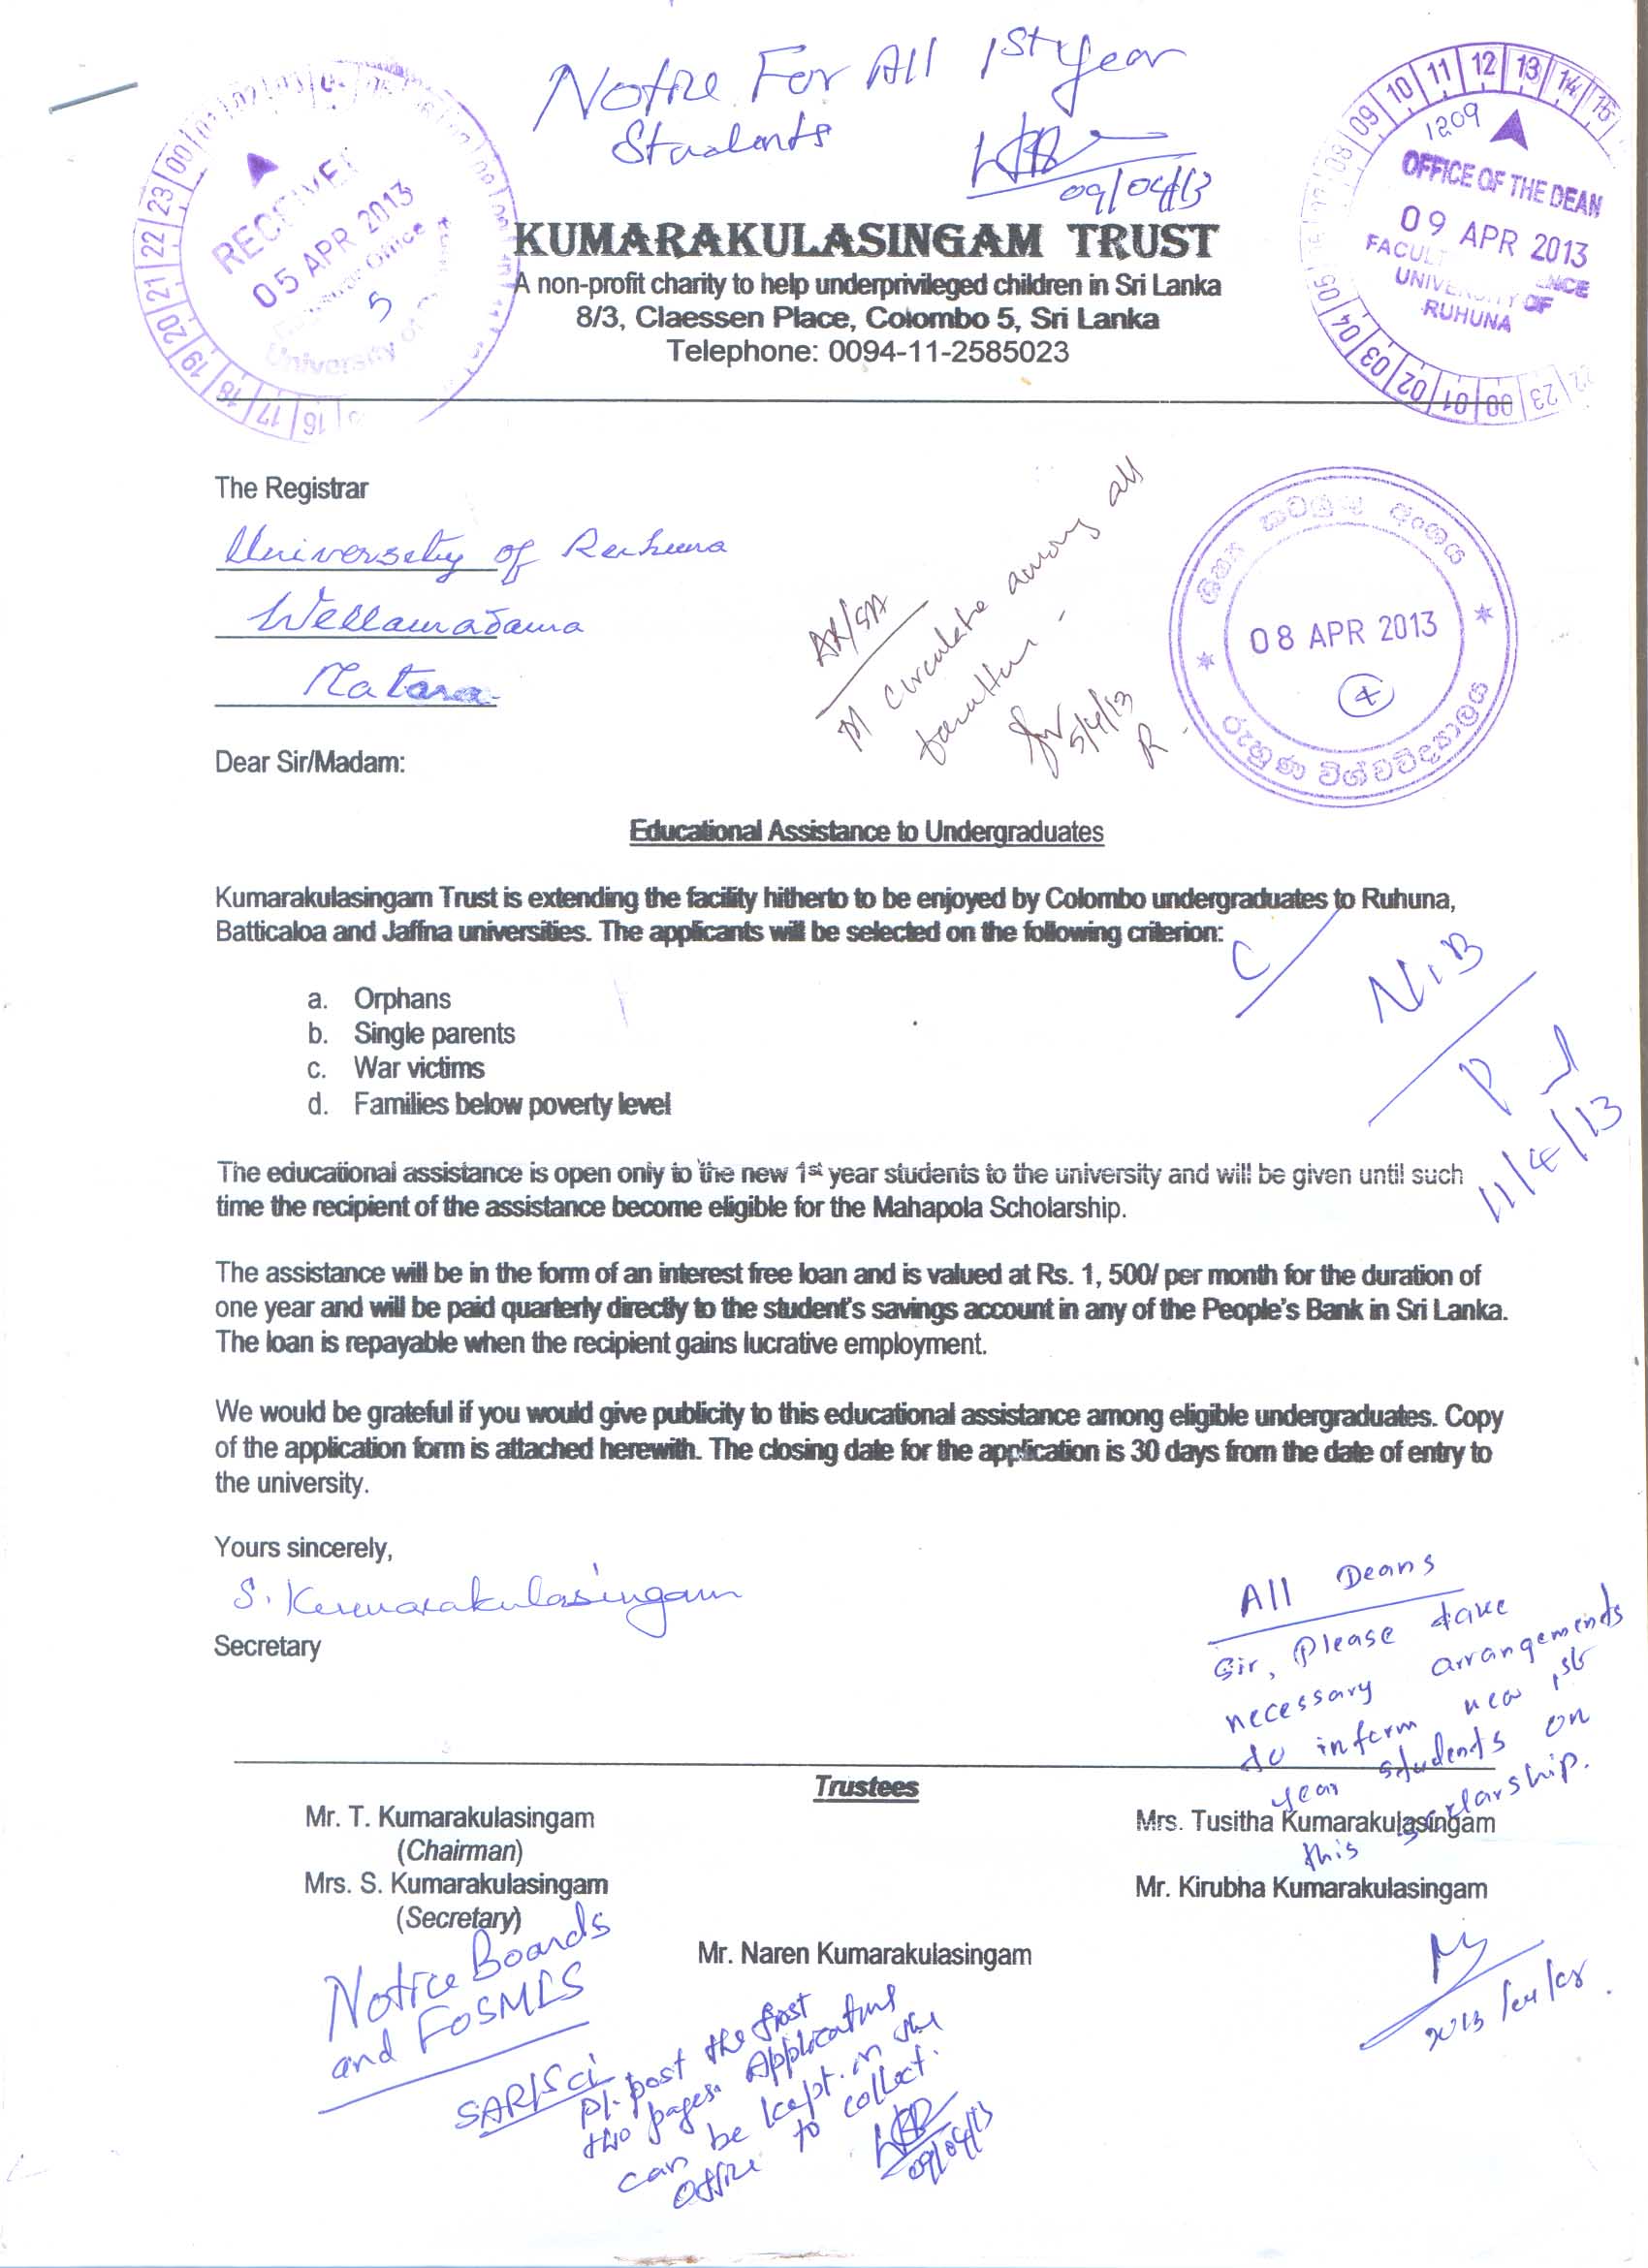 Notice For All 1st year
Students
09/04/13
RECEIVED
05 APR 2013
University of
5
1209
OFFICE OF THE DEAN
09 APR 2013
UNIVERSITY OF
RUHUNA
KUMARAKULASINGAM TRUST
A non-profit charity to help underprivileged children in Sri Lanka
8/3, Claessen Place, Colombo 5, Sri Lanka
Telephone: 0094-11-2585023
The Registrar
University of Ruhuna
Wellamadama
Matara
AR/SA
circulate among all
5/4/13
R
08 APR 2013
4
රුහුණ විශ්වවිද්‍යාලය
Dear Sir/Madam:
Educational Assistance to Undergraduates
Kumarakulasingam Trust is extending the facility hitherto to be enjoyed by Colombo undergraduates to Ruhuna,
Batticaloa and Jaffna universities. The applicants will be selected on the following criterion:
a. Orphans
b. Single parents
c. War victims
d. Families below poverty level
C
N.B
11/4/13
The educational assistance is open only to the new 1st year students to the university and will be given until such
time the recipient of the assistance become eligible for the Mahapola Scholarship.
The assistance will be in the form of an interest free loan and is valued at Rs. 1, 500/ per month for the duration of
one year and will be paid quarterly directly to the student's savings account in any of the People's Bank in Sri Lanka.
The loan is repayable when the recipient gains lucrative employment.
We would be grateful if you would give publicity to this educational assistance among eligible undergraduates. Copy
of the application form is attached herewith. The closing date for the application is 30 days from the date of entry to
the university.
Yours sincerely,
S. Kumarakulasingam
Secretary
All Deans
Sir, Please take
necessary arrangements
to inform new 1st
year students on
this scholarship.
Trustees
Mr. T. Kumarakulasingam
(Chairman)
Mrs. S. Kumarakulasingam
(Secretary)
Mrs. Tusitha Kumarakulasingam
Mr. Kirubha Kumarakulasingam
Mr. Naren Kumarakulasingam
2013/04/08
Notice Boards
and FOSMIS
SAR/Sci
Pl. post the first
two pages. Applications
can be kept in the
office to collect.
09/04/13